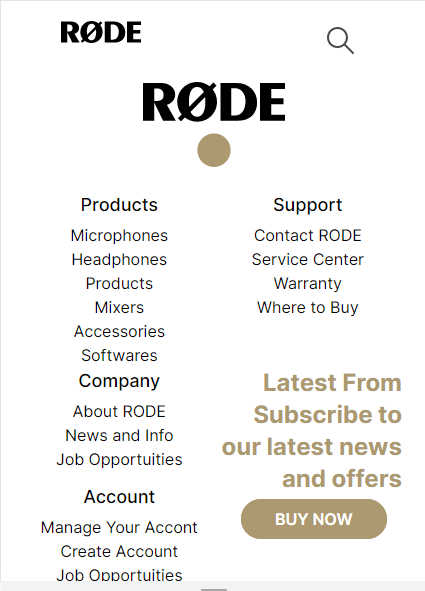 RØDE
RØDE
Products
Microphones
Headphones
Products
Mixers
Accessories
Softwares
Company
About RODE
News and Info
Job Opportuities
Account
Manage Your Accont
Create Account
Job Opportuities
Support
Contact RODE
Service Center
Warranty
Where to Buy
Latest From
Subscribe to
our latest news
and offers
BUY NOW